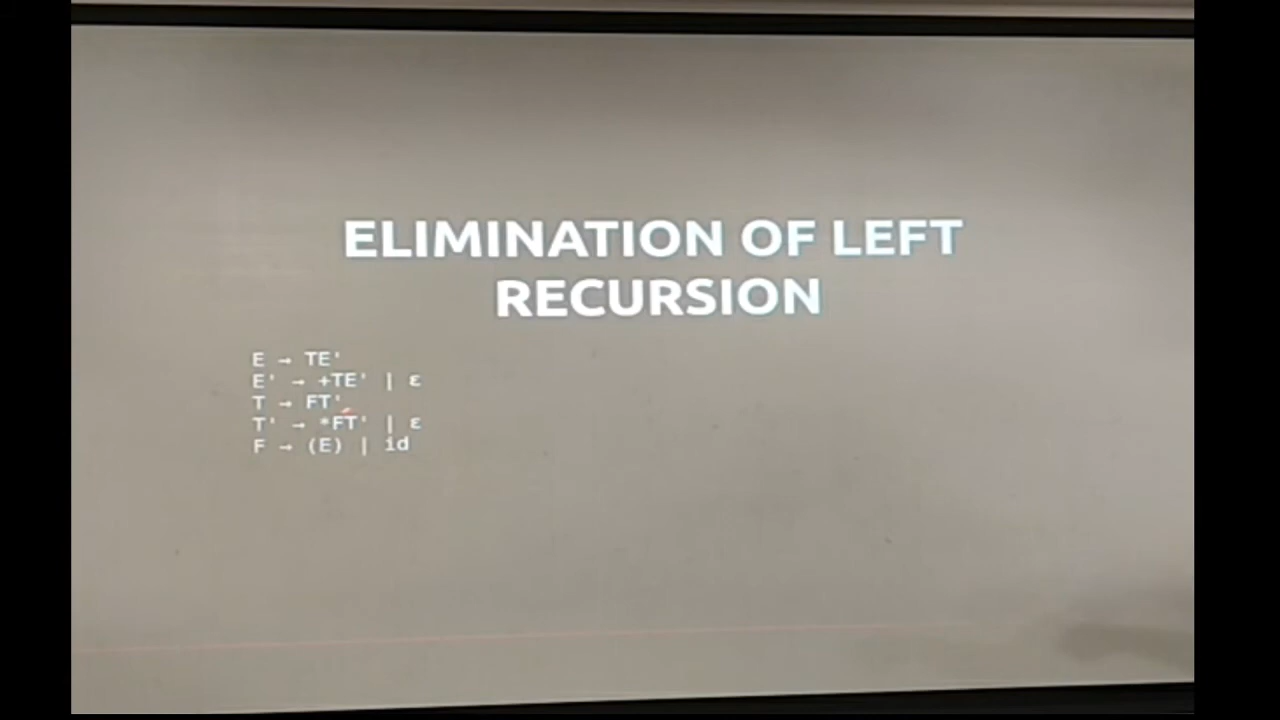 ELIMINATION OF LEFT
RECURSION
E → TE'
E' → +TE' | ε
T → FT'
T' → *FT' | ε
F → (E) | id